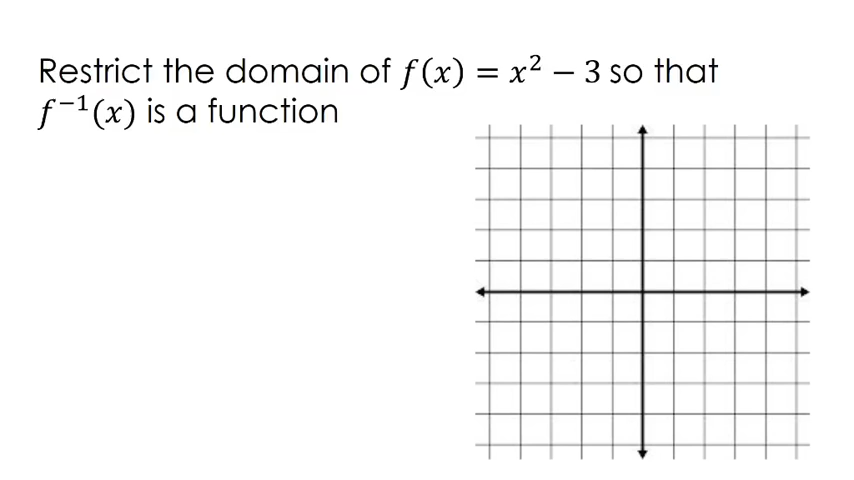 Restrict the domain of f(x) = x² − 3 so that
f⁻¹(x) is a function